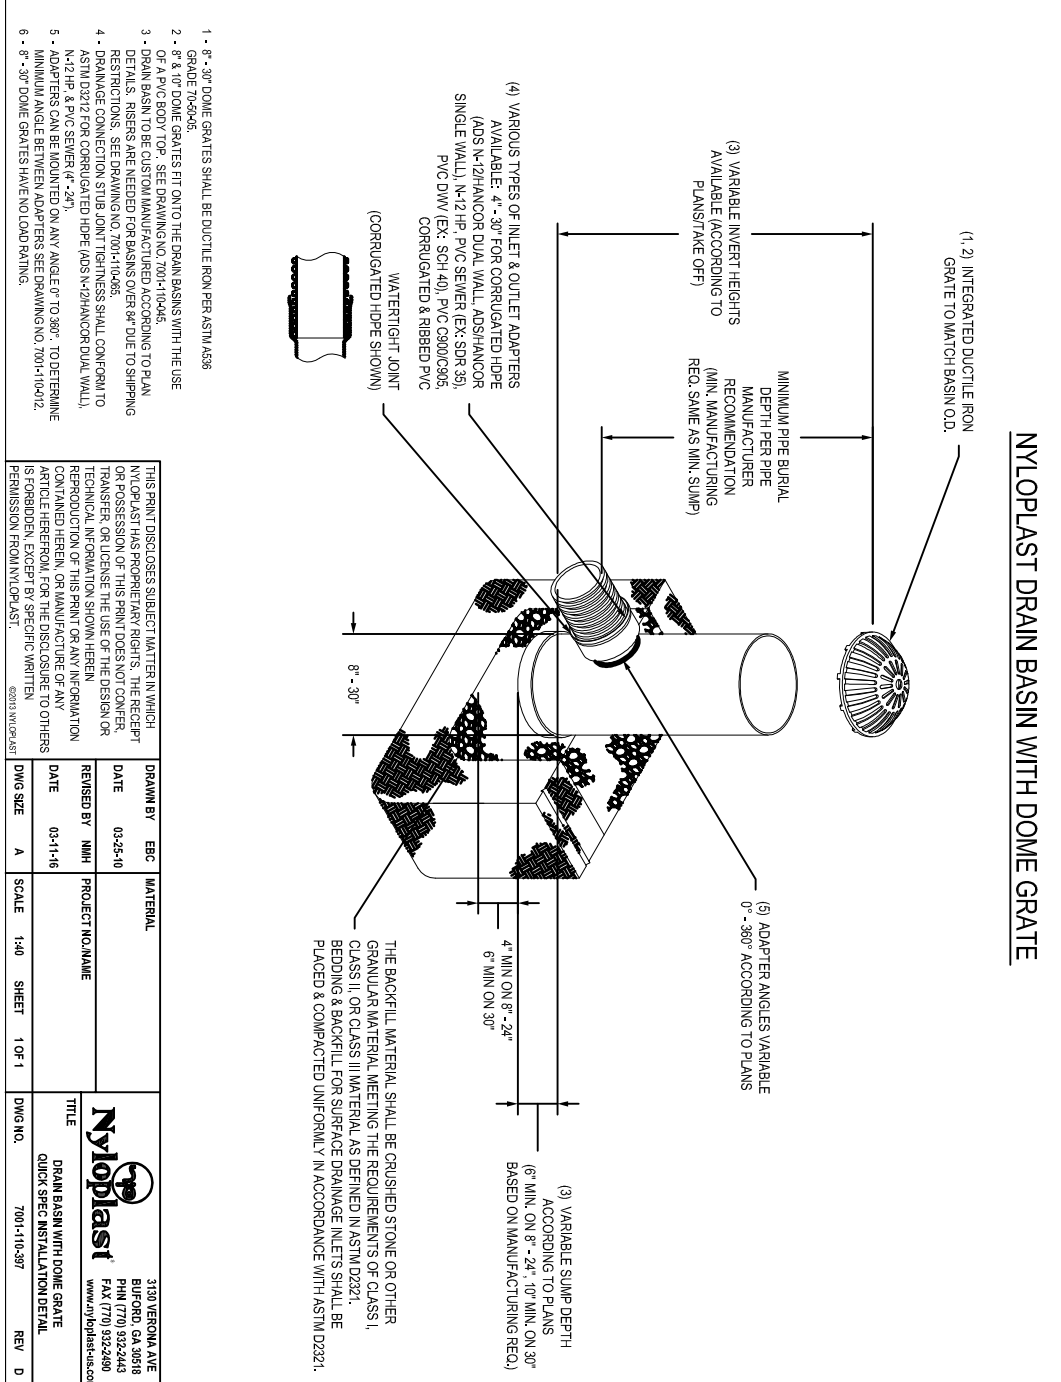 NYLOPLAST DRAIN BASIN WITH DOME GRATE
(1, 2) INTEGRATED DUCTILE IRON
GRATE TO MATCH BASIN O.D.
(3) VARIABLE INVERT HEIGHTS
AVAILABLE (ACCORDING TO
PLANS/TAKE OFF)
MINIMUM PIPE BURIAL
DEPTH PER PIPE
MANUFACTURER
RECOMMENDATION
(MIN. MANUFACTURING
REQ. SAME AS MIN. SUMP)
(4) VARIOUS TYPES OF INLET & OUTLET ADAPTERS
AVAILABLE: 4" - 30" FOR CORRUGATED HDPE
(ADS N-12/HANCOR DUAL WALL, ADS/HANCOR
SINGLE WALL), N-12 HP, PVC SEWER (EX: SDR 35),
PVC DWV (EX: SCH 40), PVC C900/C905,
CORRUGATED & RIBBED PVC
WATERTIGHT JOINT
(CORRUGATED HDPE SHOWN)
8" - 30"
(5) ADAPTER ANGLES VARIABLE
0° - 360° ACCORDING TO PLANS
4" MIN ON 8" - 24"
6" MIN ON 30"
(3) VARIABLE SUMP DEPTH
ACCORDING TO PLANS
(6" MIN. ON 8" - 24", 10" MIN. ON 30"
BASED ON MANUFACTURING REQ.)
THE BACKFILL MATERIAL SHALL BE CRUSHED STONE OR OTHER
GRANULAR MATERIAL MEETING THE REQUIREMENTS OF CLASS I,
CLASS II, OR CLASS III MATERIAL AS DEFINED IN ASTM D2321.
BEDDING & BACKFILL FOR SURFACE DRAINAGE INLETS SHALL BE
PLACED & COMPACTED UNIFORMLY IN ACCORDANCE WITH ASTM D2321.
1 - 8" - 30" DOME GRATES SHALL BE DUCTILE IRON PER ASTM A536
GRADE 70-50-05.
2 - 8" & 10" DOME GRATES FIT ONTO THE DRAIN BASINS WITH THE USE
OF A PVC BODY TOP. SEE DRAWING NO. 7001-110-045.
3 - DRAIN BASIN TO BE CUSTOM MANUFACTURED ACCORDING TO PLAN
DETAILS. RISERS ARE NEEDED FOR BASINS OVER 84" DUE TO SHIPPING
RESTRICTIONS. SEE DRAWING NO. 7001-110-065.
4 - DRAINAGE CONNECTION STUB JOINT TIGHTNESS SHALL CONFORM TO
ASTM D3212 FOR CORRUGATED HDPE (ADS N-12/HANCOR DUAL WALL),
N-12 HP, & PVC SEWER (4" - 24").
5 - ADAPTERS CAN BE MOUNTED ON ANY ANGLE 0° TO 360°. TO DETERMINE
MINIMUM ANGLE BETWEEN ADAPTERS SEE DRAWING NO. 7001-110-012.
6 - 8" - 30" DOME GRATES HAVE NO LOAD RATING.
THIS PRINT DISCLOSES SUBJECT MATTER IN WHICH
NYLOPLAST HAS PROPRIETARY RIGHTS. THE RECEIPT
OR POSSESSION OF THIS PRINT DOES NOT CONFER,
TRANSFER, OR LICENSE THE USE OF THE DESIGN OR
TECHNICAL INFORMATION SHOWN HEREIN
REPRODUCTION OF THIS PRINT OR ANY INFORMATION
CONTAINED HEREIN, OR MANUFACTURE OF ANY
ARTICLE HEREFROM, FOR THE DISCLOSURE TO OTHERS
IS FORBIDDEN, EXCEPT BY SPECIFIC WRITTEN
PERMISSION FROM NYLOPLAST.
©2013 NYLOPLAST
DRAWN BY EBC
DATE 03-25-10
REVISED BY NMH
DATE 03-11-16
DWG SIZE A
MATERIAL
PROJECT NO./NAME
SCALE 1:40 SHEET 1 OF 1
Nyloplast
3130 VERONA AVE
BUFORD, GA 30518
PHN (770) 932-2443
FAX (770) 932-2490
www.nyloplast-us.com
TITLE
DRAIN BASIN WITH DOME GRATE
QUICK SPEC INSTALLATION DETAIL
DWG NO. 7001-110-397 REV D